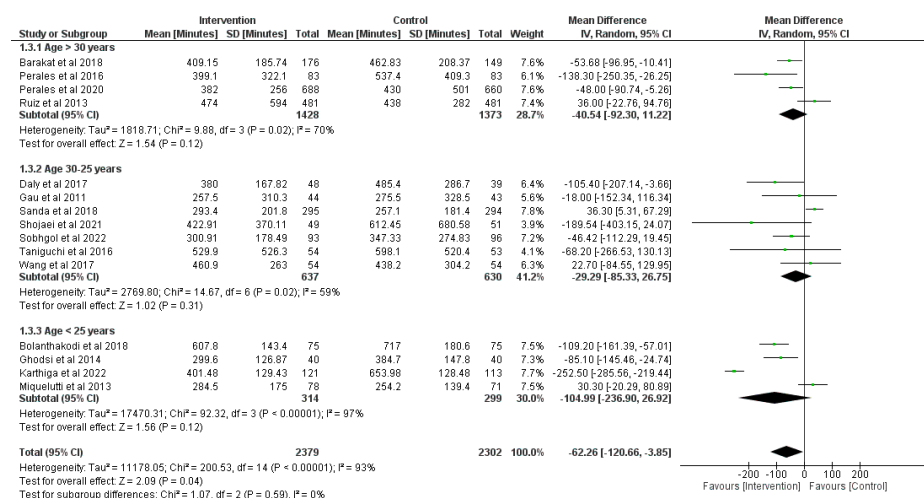 Intervention Control Mean Difference Mean Difference
Study or Subgroup Mean [Minutes] SD [Minutes] Total Mean [Minutes] SD [Minutes] Total Weight IV, Random, 95% CI IV, Random, 95% CI
1.3.1 Age > 30 years
Barakat et al 2018 409.15 185.74 176 462.83 208.37 149 7.6% -53.68 [-96.95, -10.41]
Perales et al 2016 399.1 322.1 83 537.4 409.3 83 6.1% -138.30 [-250.35, -26.25]
Perales et al 2020 382 256 688 430 501 660 7.6% -48.00 [-90.74, -5.26]
Ruiz et al 2013 474 594 481 438 282 481 7.4% 36.00 [-22.76, 94.76]
Subtotal (95% CI) 1428 1373 28.7% -40.54 [-92.30, 11.22]
Heterogeneity: Tau² = 1818.71; Chi² = 9.88, df = 3 (P = 0.02); I² = 70%
Test for overall effect: Z = 1.54 (P = 0.12)
1.3.2 Age 30-25 years
Daly et al 2017 380 167.82 48 485.4 286.7 39 6.4% -105.40 [-207.14, -3.66]
Gau et al 2011 257.5 310.3 44 275.5 328.5 43 5.6% -18.00 [-152.34, 116.34]
Sanda et al 2018 293.4 201.8 295 257.1 181.4 294 7.8% 36.30 [5.31, 67.29]
Shojaei et al 2021 422.91 370.11 49 612.45 680.58 51 4.1% -189.54 [-403.15, 24.07]
Sobhgol et al 2022 300.91 178.49 93 347.33 274.83 96 7.2% -46.42 [-112.29, 19.45]
Taniguchi et al 2016 529.9 526.3 54 598.1 520.4 53 4.4% -68.20 [-266.53, 130.13]
Wang et al 2017 460.9 263 54 438.2 304.2 54 6.2% 22.70 [-84.55, 129.95]
Subtotal (95% CI) 637 630 41.2% -29.29 [-85.33, 26.75]
Heterogeneity: Tau² = 2769.80; Chi² = 14.67, df = 6 (P = 0.02); I² = 59%
Test for overall effect: Z = 1.02 (P = 0.31)
1.3.3 Age < 25 years
Bolanthakodi et al 2018 607.8 143.4 75 717 180.6 75 7.5% -109.20 [-161.39, -57.01]
Ghodsi et al 2014 299.6 126.87 40 384.7 147.8 40 7.4% -85.10 [-145.46, -24.74]
Karthiga et al 2022 401.48 129.43 121 653.98 128.48 113 7.7% -252.50 [-285.56, -219.44]
Miquelutti et al 2013 284.5 175 78 254.2 139.4 71 7.5% 30.30 [-20.29, 80.89]
Subtotal (95% CI) 314 299 30.0% -104.99 [-236.90, 26.92]
Heterogeneity: Tau² = 17470.31; Chi² = 92.32, df = 3 (P < 0.00001); I² = 97%
Test for overall effect: Z = 1.56 (P = 0.12)
Total (95% CI) 2379 2302 100.0% -62.26 [-120.66, -3.85]
Heterogeneity: Tau² = 11178.05; Chi² = 200.53, df = 14 (P < 0.00001); I² = 93%
Test for overall effect: Z = 2.09 (P = 0.04)
Test for subgroup differences: Chi² = 1.07, df = 2 (P = 0.59), I² = 0%
-200 -100 0 100 200
Favours [Intervention] Favours [Control]